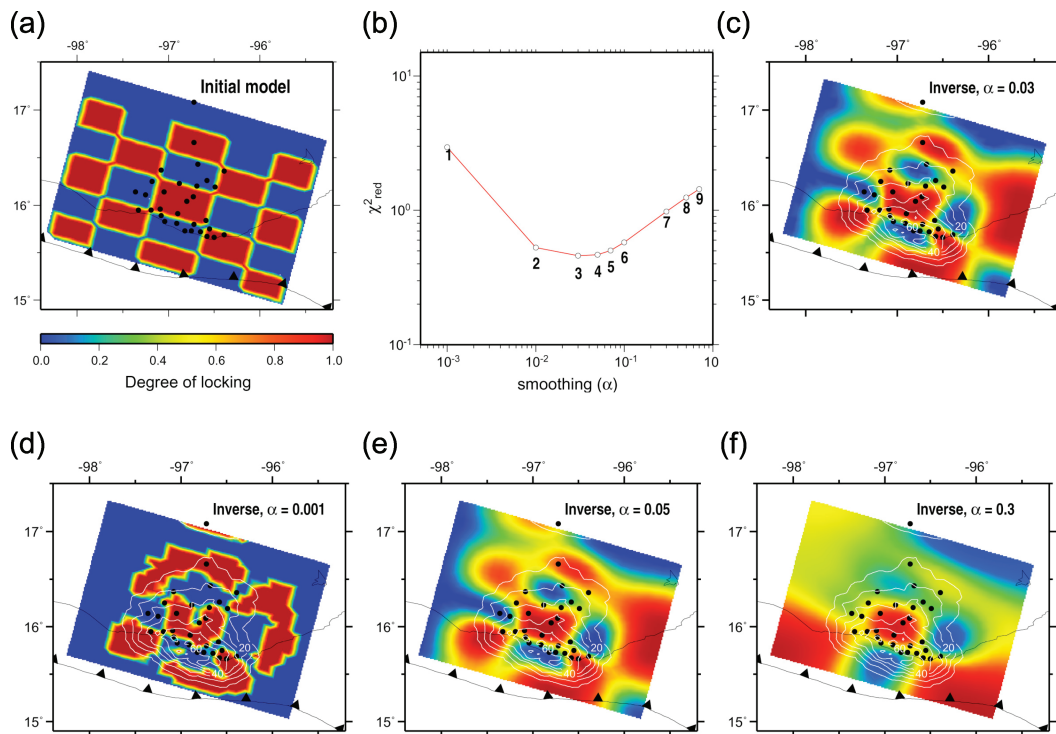 (a)
-98° -97° -96°
Initial model
17°
16°
15°
0.0 0.2 0.4 0.6 0.8 1.0
Degree of locking
(b)
10¹
10⁰
10⁻¹
χ²red
1
2
3
4
5
6
7
8
9
10⁻³ 10⁻² 10⁻¹ 10
smoothing (α)
(c)
-98° -97° -96°
Inverse, α = 0.03
17°
16°
15°
20
60
40
(d)
-98° -97° -96°
Inverse, α = 0.001
17°
16°
15°
20
60
40
(e)
-98° -97° -96°
Inverse, α = 0.05
17°
16°
15°
20
60
40
(f)
-98° -97° -96°
Inverse, α = 0.3
17°
16°
15°
20
60
40